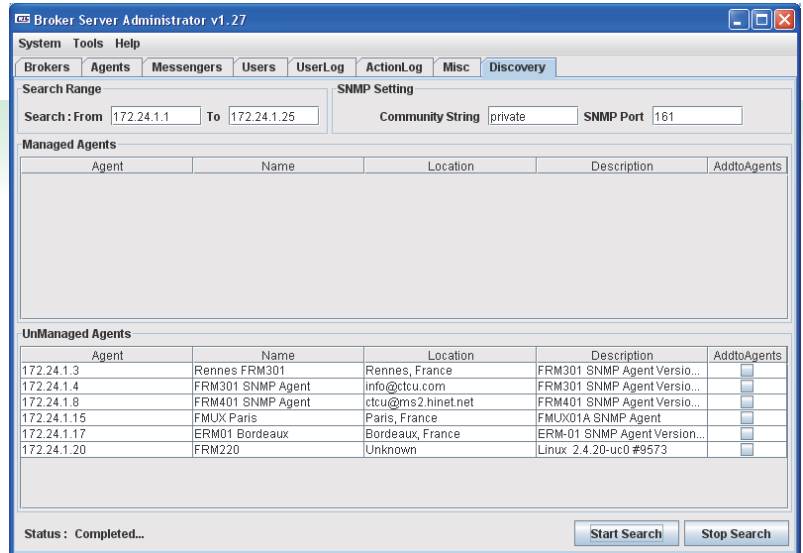 CTC Broker Server Administrator v1.27
System Tools Help
Brokers Agents Messengers Users UserLog ActionLog Misc Discovery
Search Range
Search : From 172.24.1.1 To 172.24.1.25
SNMP Setting
Community String private SNMP Port 161
Managed Agents
Agent Name Location Description AddtoAgents
UnManaged Agents
Agent Name Location Description AddtoAgents
172.24.1.3 Rennes FRM301 Rennes, France FRM301 SNMP Agent Versio...
172.24.1.4 FRM301 SNMP Agent info@ctcu.com FRM301 SNMP Agent Versio...
172.24.1.8 FRM401 SNMP Agent ctcu@ms2.hinet.net FRM401 SNMP Agent Versio...
172.24.1.15 FMUX Paris Paris, France FMUX01A SNMP Agent
172.24.1.17 ERM01 Bordeaux Bordeaux, France ERM-01 SNMP Agent Version...
172.24.1.20 FRM220 Unknown Linux 2.4.20-uc0 #9573
Status : Completed...
Start Search Stop Search